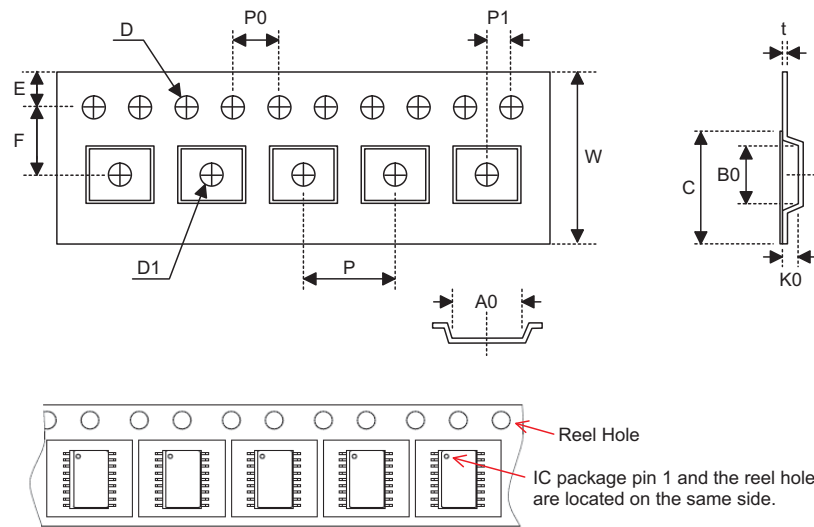 D
P0
P1
t
E
F
W
C
B0
D1
P
K0
A0
Reel Hole
IC package pin 1 and the reel hole
are located on the same side.